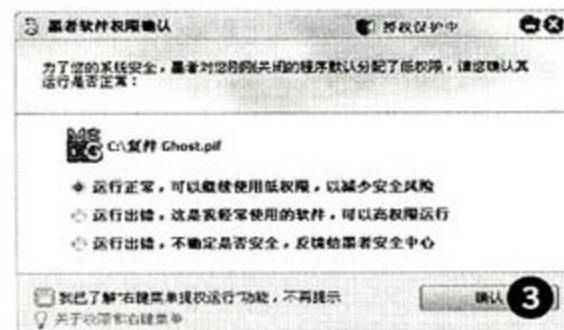 墨者软件权限确认
授权保护中
为了您的系统安全，墨者对您刚刚关闭的程序默认分配了低权限，请您确认其
运行是否正常：
C:\复件 Ghost.pif
运行正常，可以继续使用低权限，以减少安全风险
运行出错，这是我经常使用的软件，可以高权限运行
运行出错，不确定是否安全，反馈给墨者安全中心
我已了解“右键菜单提权运行”功能，不再提示
确认
3
关于权限和右键菜单